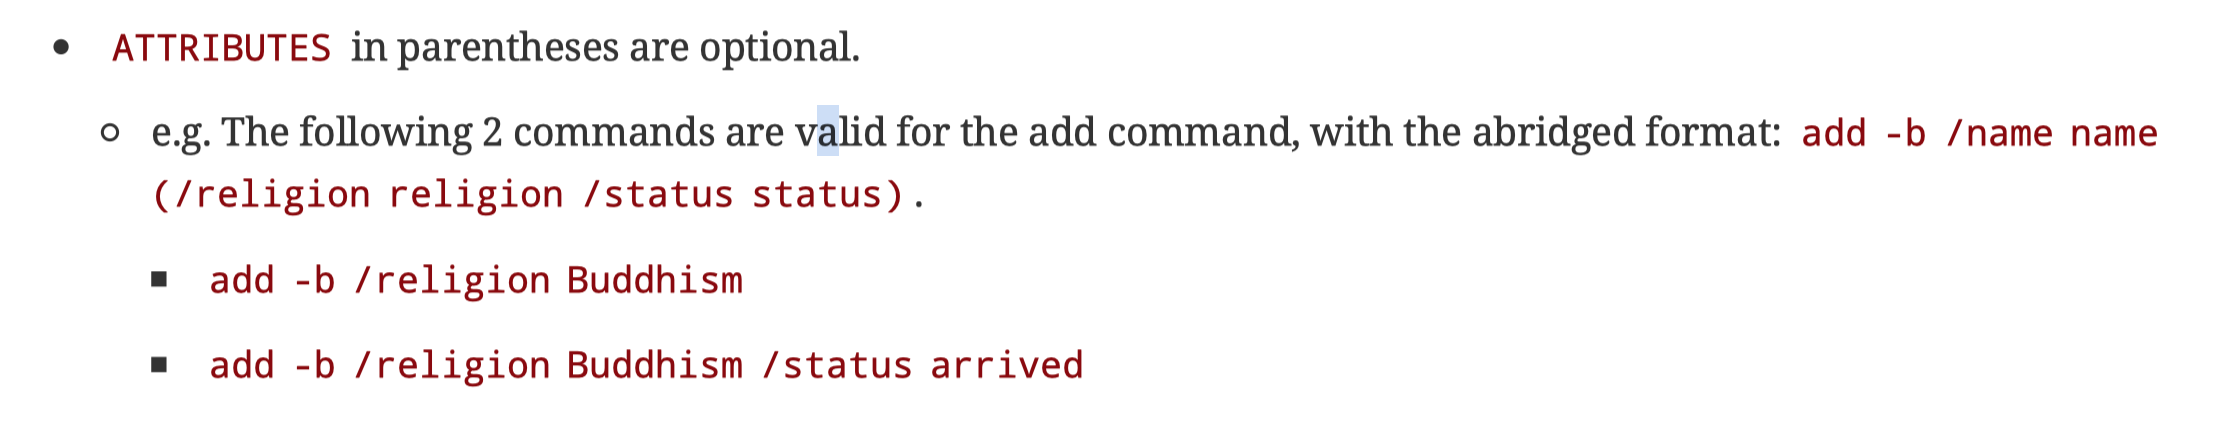 ATTRIBUTES in parentheses are optional.
e.g. The following 2 commands are valid for the add command, with the abridged format: add -b /name name
(/religion religion /status status).
add -b /religion Buddhism
add -b /religion Buddhism /status arrived